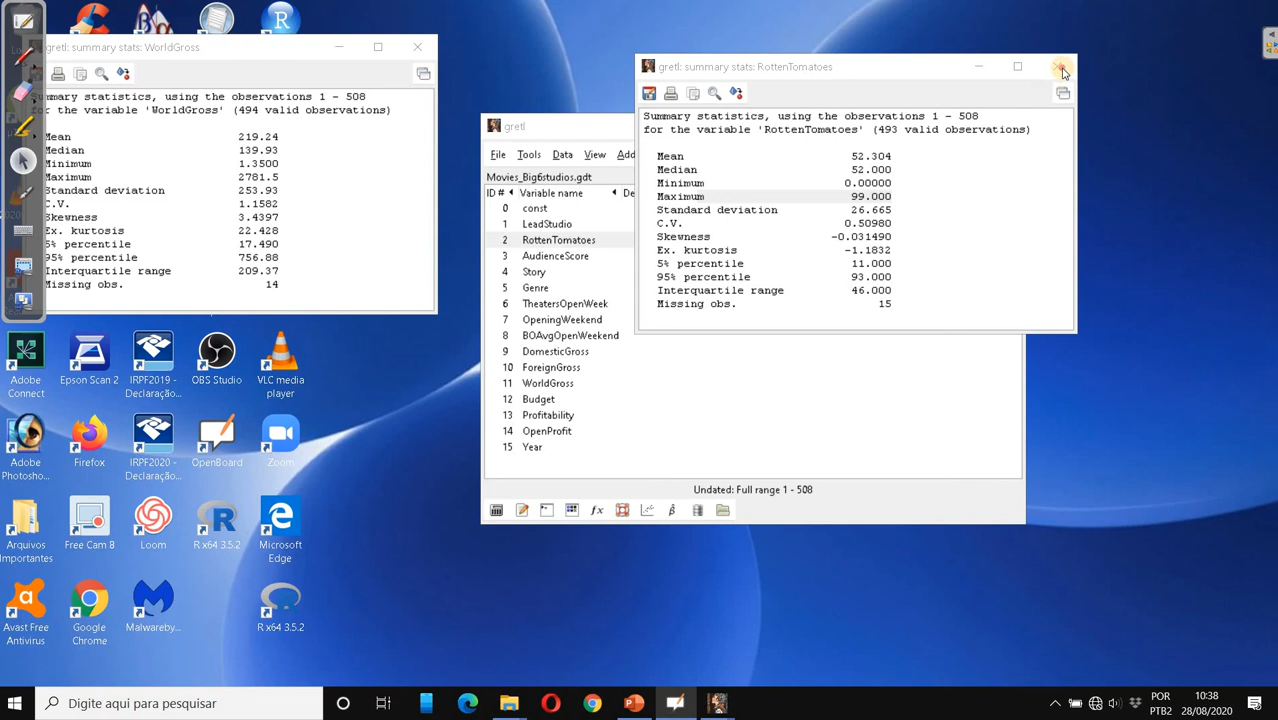 gretl: summary stats: WorldGross
Summary statistics, using the observations 1 - 508
for the variable 'WorldGross' (494 valid observations)
Mean 219.24
Median 139.93
Minimum 1.3500
Maximum 2781.5
Standard deviation 253.93
C.V. 1.1582
Skewness 3.4397
Ex. kurtosis 22.428
5% percentile 17.490
95% percentile 756.88
Interquartile range 209.37
Missing obs. 14
gretl: summary stats: RottenTomatoes
Summary statistics, using the observations 1 - 508
for the variable 'RottenTomatoes' (493 valid observations)
Mean 52.304
Median 52.000
Minimum 0.00000
Maximum 99.000
Standard deviation 26.665
C.V. 0.50980
Skewness -0.031490
Ex. kurtosis -1.1832
5% percentile 11.000
95% percentile 93.000
Interquartile range 46.000
Missing obs. 15
gretl
File Tools Data View Add
Movies_Big6studios.gdt
ID # Variable name De
0 const
1 LeadStudio
2 RottenTomatoes
3 AudienceScore
4 Story
5 Genre
6 TheatersOpenWeek
7 OpeningWeekend
8 BOAvgOpenWeekend
9 DomesticGross
10 ForeignGross
11 WorldGross
12 Budget
13 Profitability
14 OpenProfit
15 Year
Undated: Full range 1 - 508
Adobe Connect
Epson Scan 2
IRPF2019 - Declaração...
OBS Studio
VLC media player
Adobe Photosho...
Firefox
IRPF2020 - Declaração...
OpenBoard
Zoom
Arquivos Importantes
Free Cam 8
Loom
R x64 3.5.2
Microsoft Edge
Avast Free Antivirus
Google Chrome
Malwareby...
R x64 3.5.2
Digite aqui para pesquisar
POR 10:38
PTB2 28/08/2020